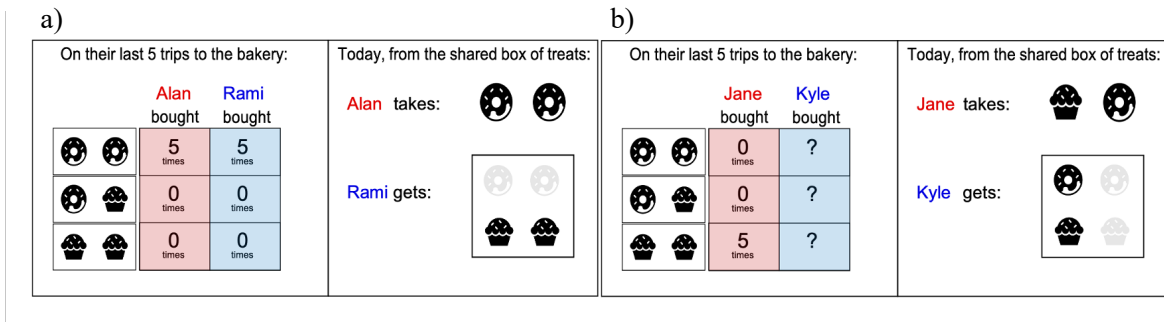 a)
On their last 5 trips to the bakery:
Alan bought
Rami bought
5 times
5 times
0 times
0 times
0 times
0 times
Today, from the shared box of treats:
Alan takes:
Rami gets:
b)
On their last 5 trips to the bakery:
Jane bought
Kyle bought
0 times
?
0 times
?
5 times
?
Today, from the shared box of treats:
Jane takes:
Kyle gets: